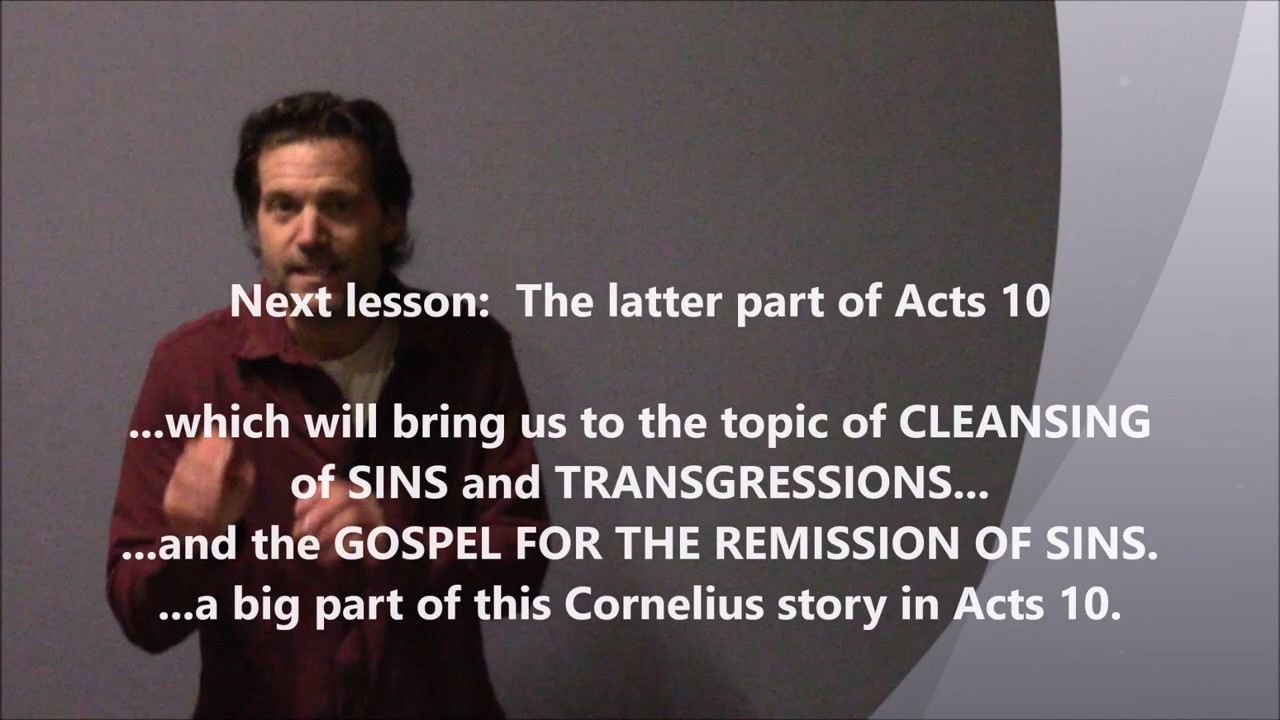 Next lesson:  The latter part of Acts 10
...which will bring us to the topic of CLEANSING
of SINS and TRANSGRESSIONS...
...and the GOSPEL FOR THE REMISSION OF SINS.
...a big part of this Cornelius story in Acts 10.